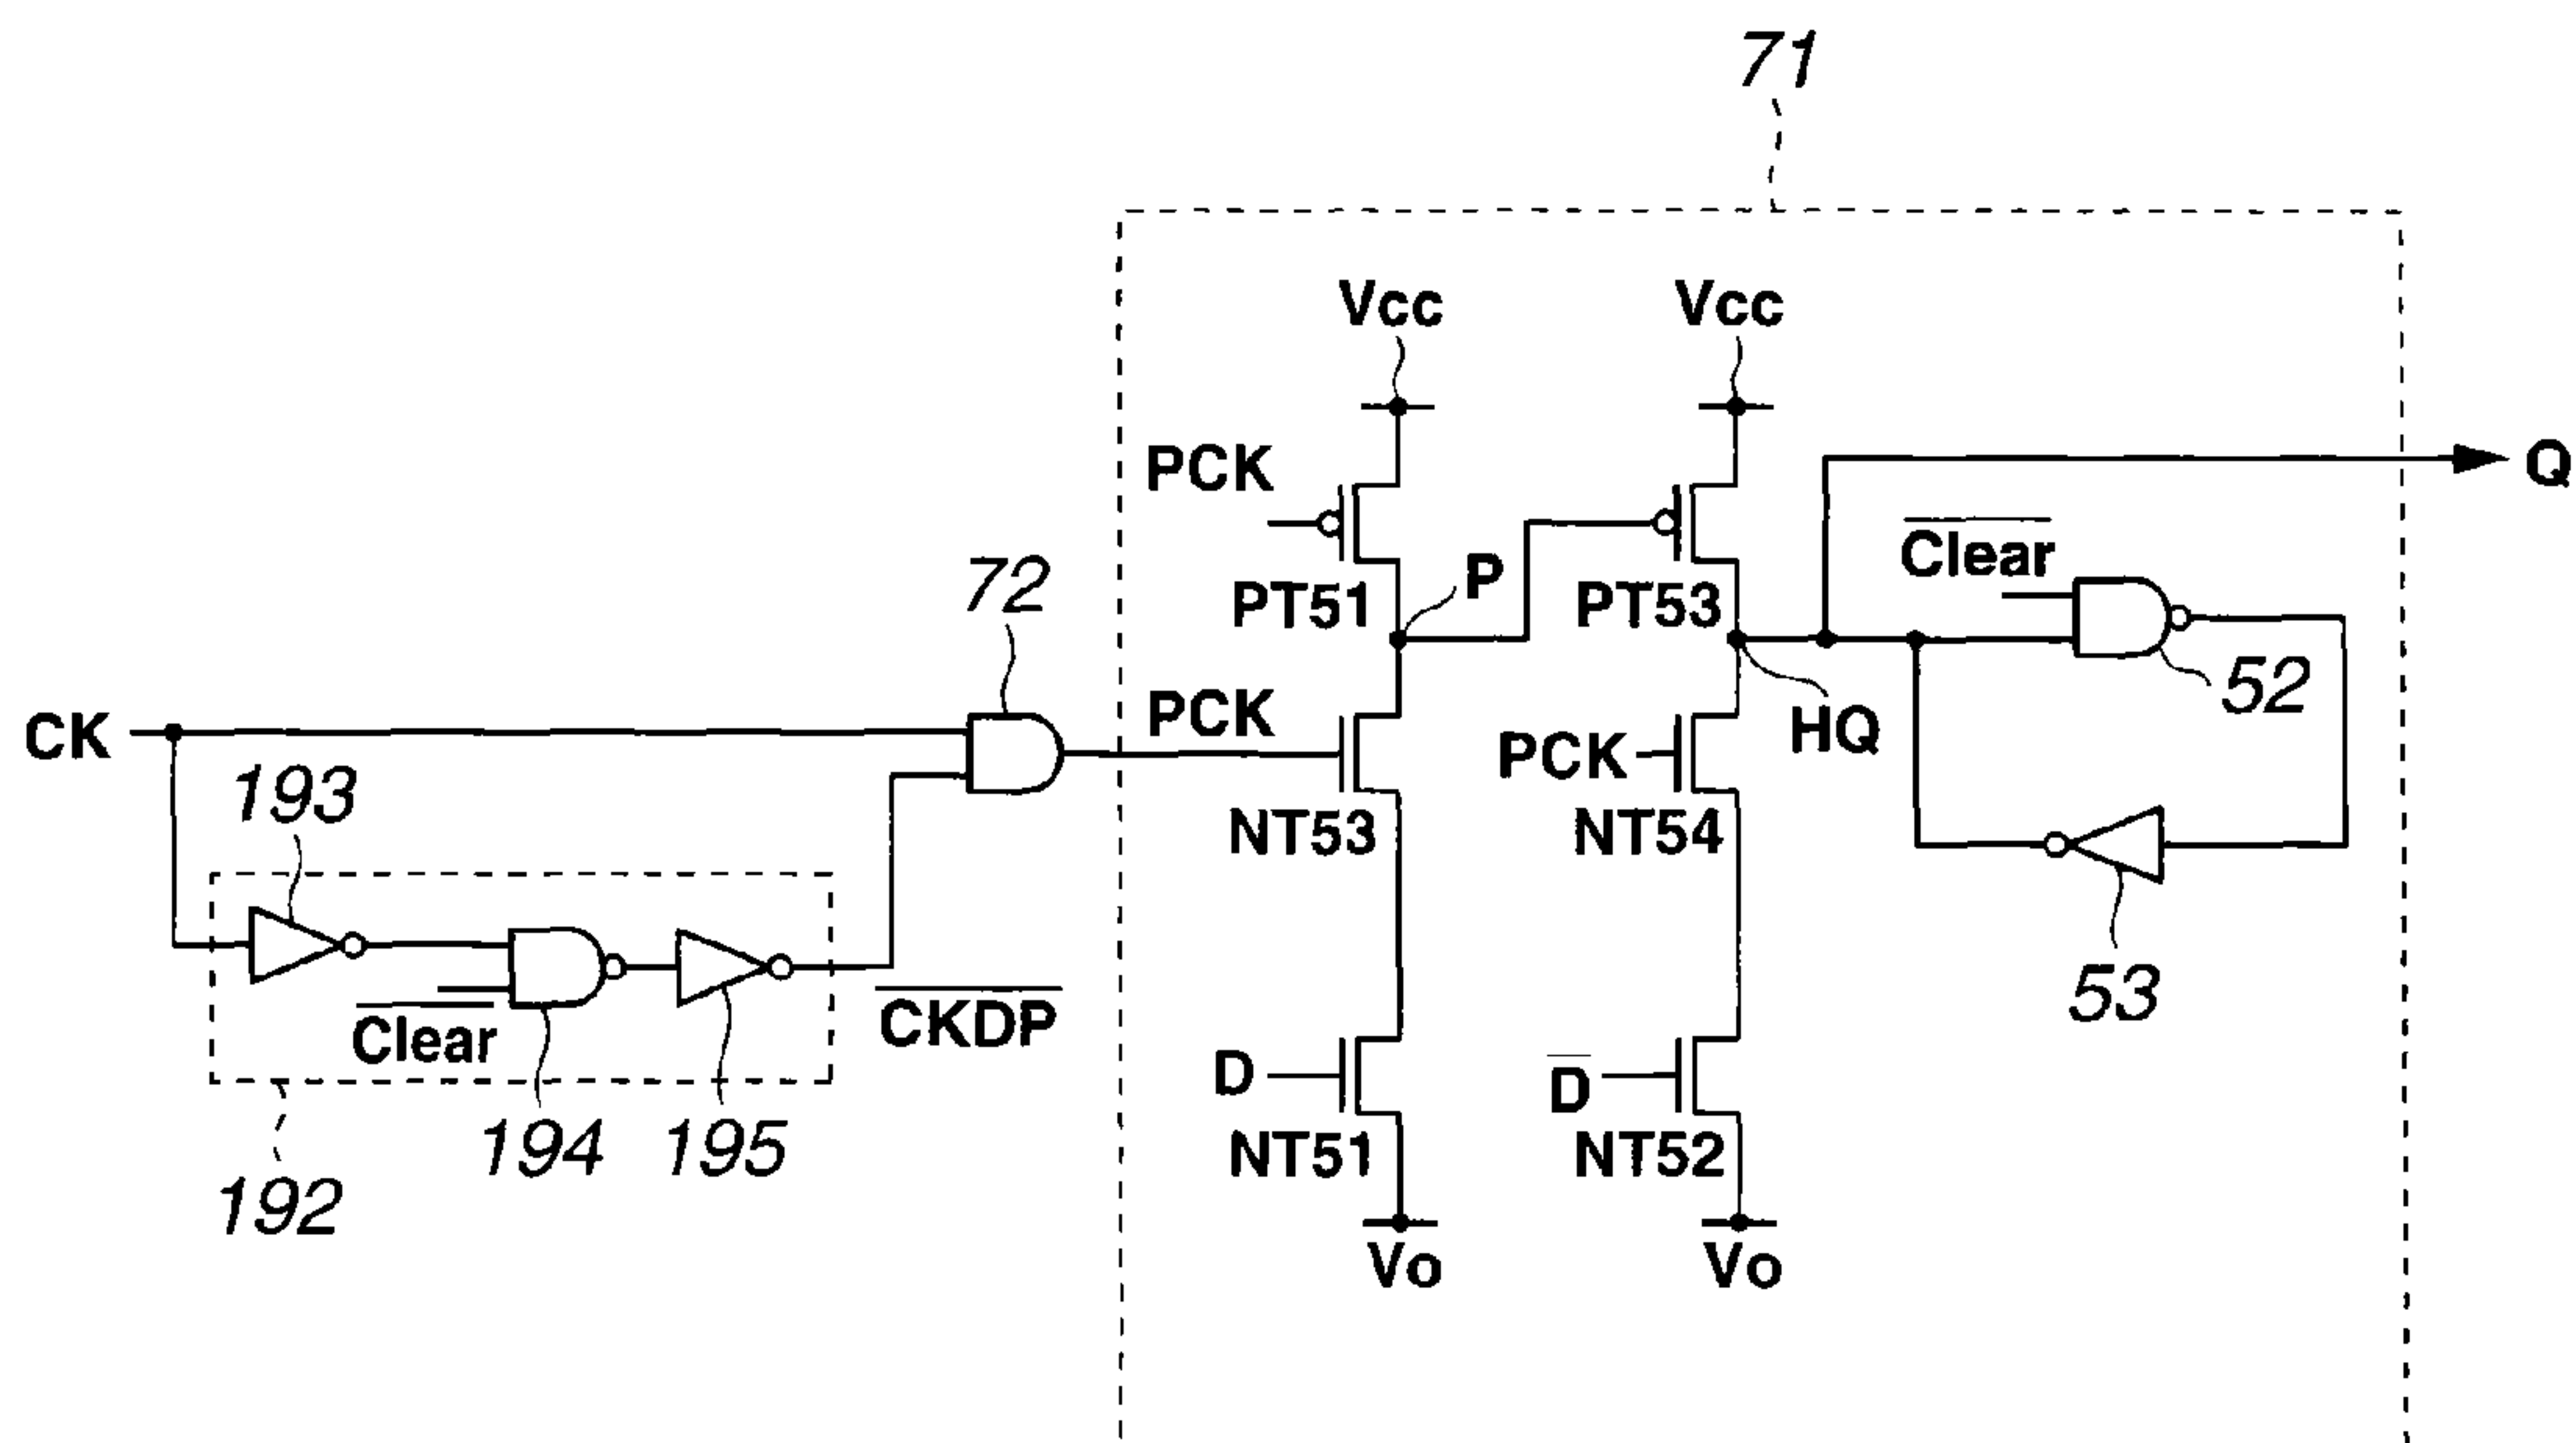 71
Vcc
Vcc
PCK
Q
Clear
P
72
PT51
PT53
52
PCK
CK
HQ
PCK
193
NT53
NT54
53
CKDP
Clear
D
D
194
195
NT51
NT52
192
Vo
Vo